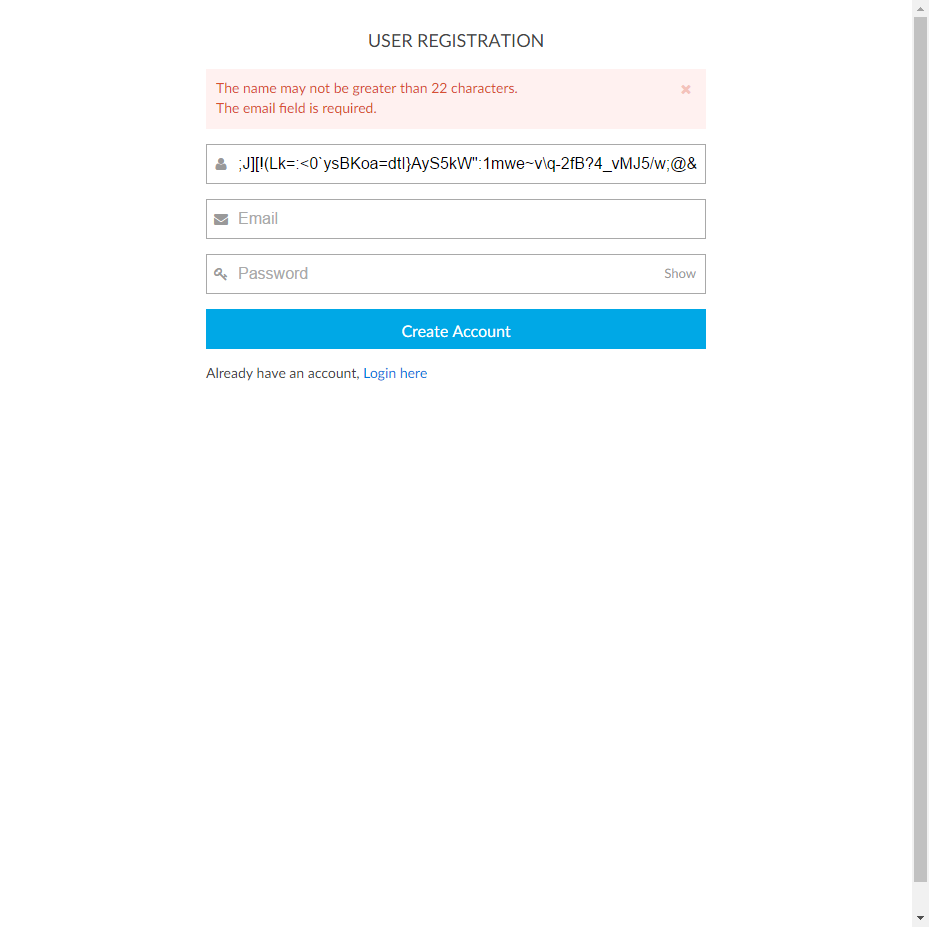 USER REGISTRATION
The name may not be greater than 22 characters.
The email field is required.
;J][!(Lk=:<0`ysBKoa=dtl}AyS5kW":1mwe~v\q-2fB?4_vMJ5/w;@&
Email
Password Show
Create Account
Already have an account, Login here